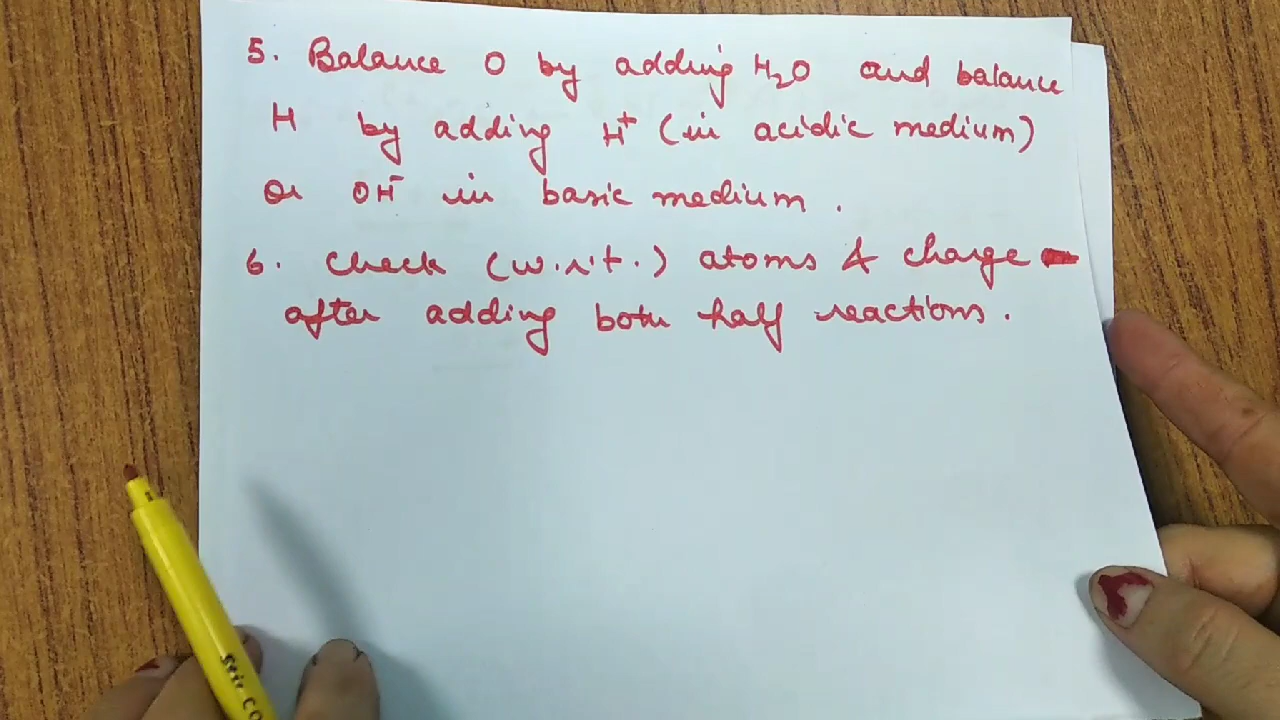 5. Balance O by adding H₂O and balance
H by adding H⁺ (in acidic medium)
or OH⁻ in basic medium.
6. Check (w.r.t.) atoms & charge
after adding both half reactions.